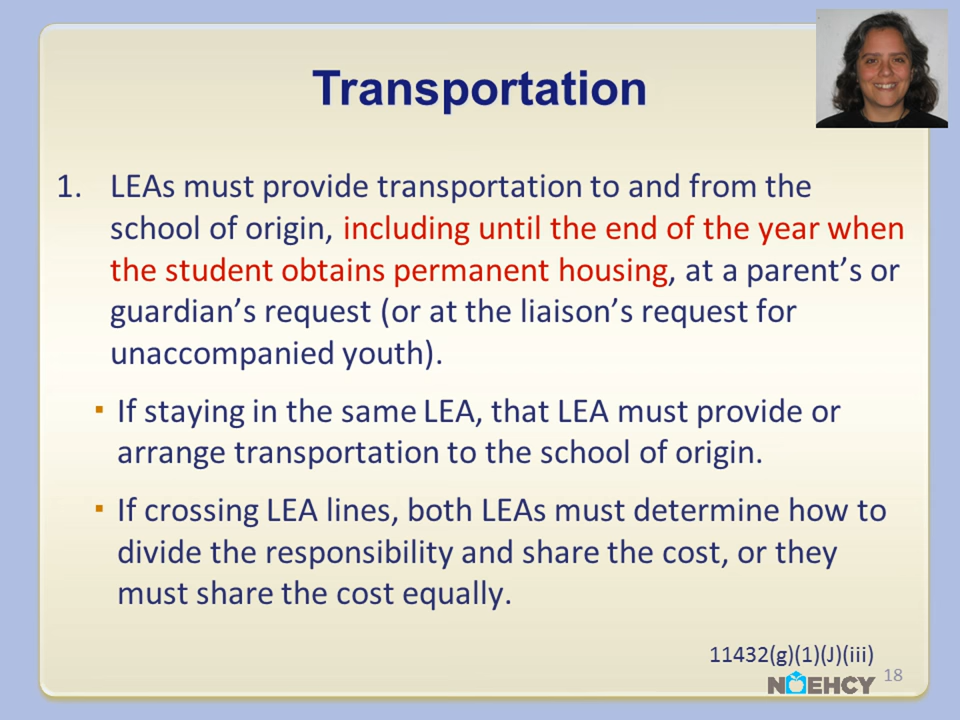 Transportation
1. LEAs must provide transportation to and from the
school of origin, including until the end of the year when
the student obtains permanent housing, at a parent’s or
guardian’s request (or at the liaison’s request for
unaccompanied youth).
▪ If staying in the same LEA, that LEA must provide or
arrange transportation to the school of origin.
▪ If crossing LEA lines, both LEAs must determine how to
divide the responsibility and share the cost, or they
must share the cost equally.
11432(g)(1)(J)(iii)
18
NAEHCY